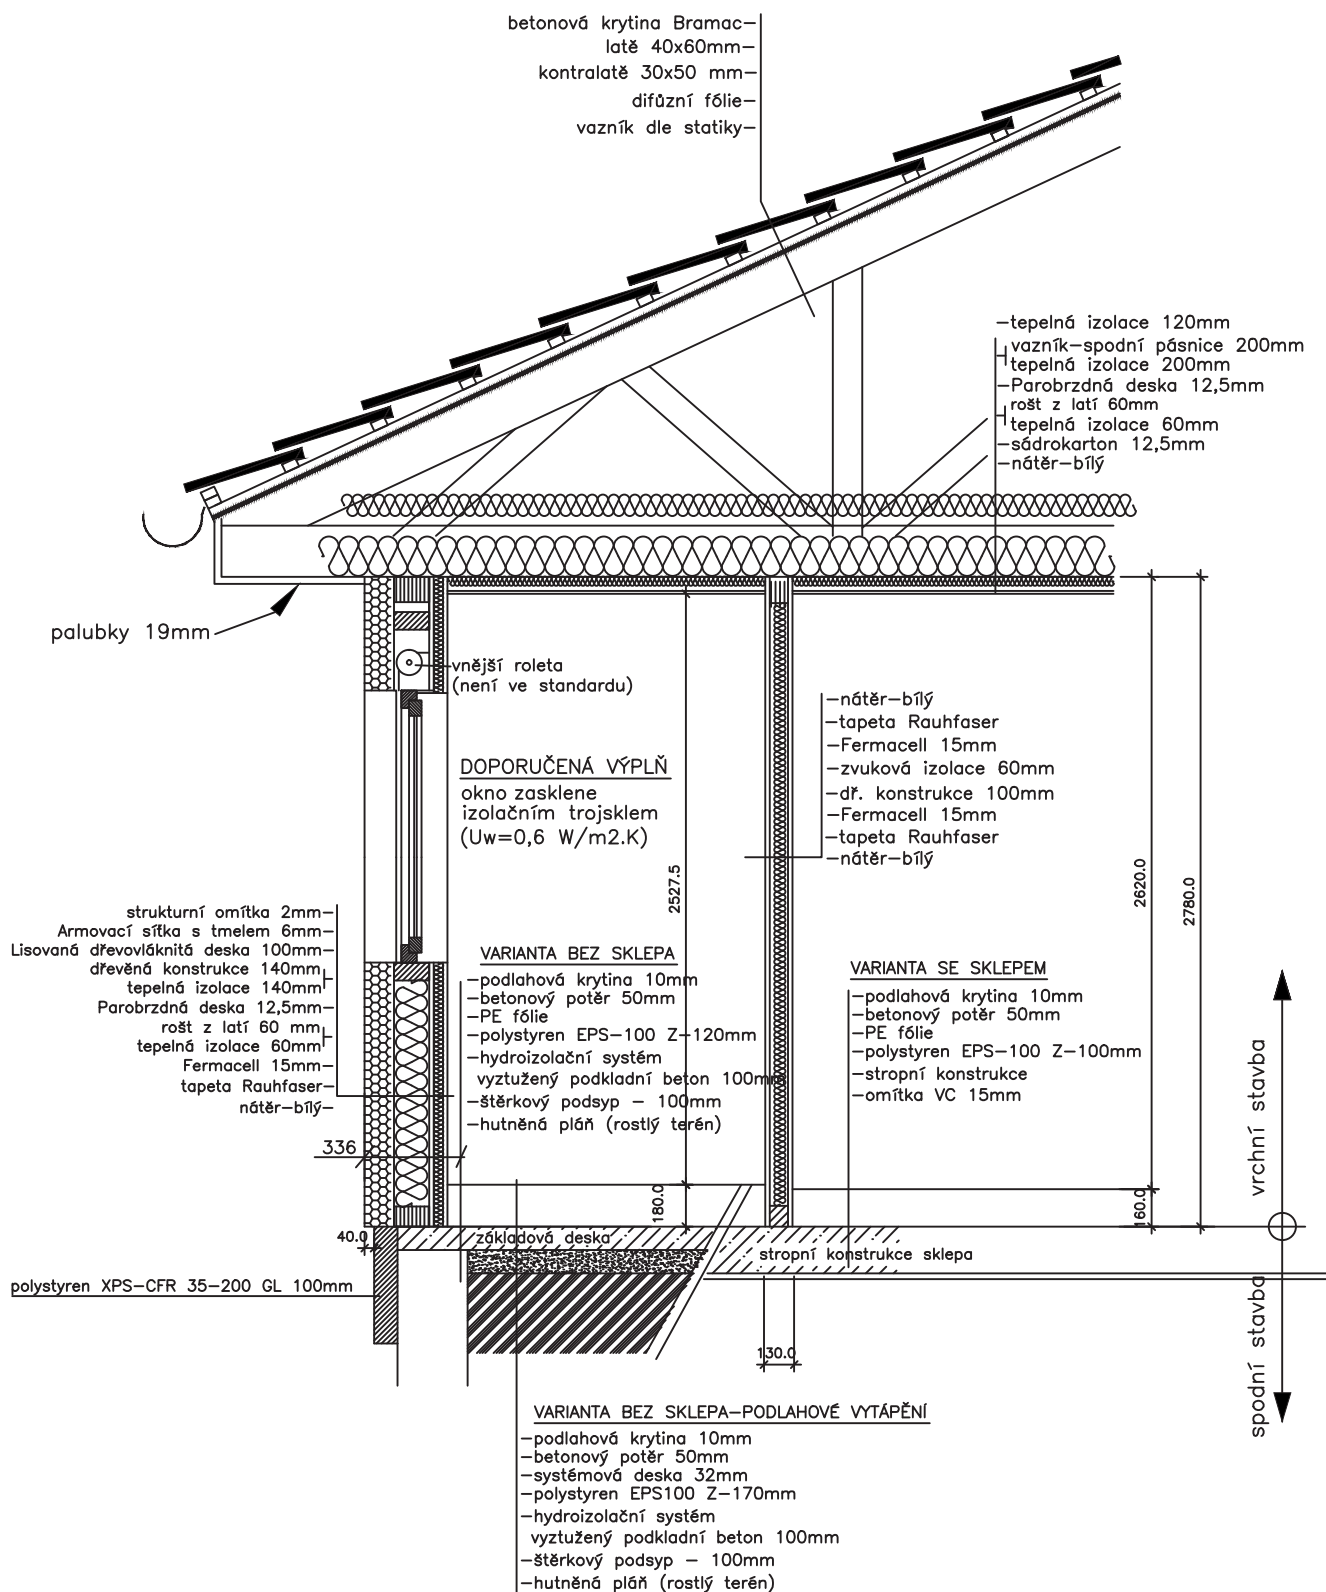 betonová krytina Bramac
latě 40x60mm
kontralatě 30x50 mm
difůzní fólie
vazník dle statiky
tepelná izolace 120mm
vazník-spodní pásnice 200mm
tepelná izolace 200mm
Parobrzdná deska 12,5mm
rošt z latí 60mm
tepelná izolace 60mm
sádrokarton 12,5mm
nátěr-bílý
palubky 19mm
vnější roleta
(není ve standardu)
DOPORUČENÁ VÝPLŇ
okno zasklene
izolačním trojsklem
(Uw=0,6 W/m2.K)
nátěr-bílý
tapeta Rauhfaser
Fermacell 15mm
zvuková izolace 60mm
dř. konstrukce 100mm
Fermacell 15mm
tapeta Rauhfaser
nátěr-bílý
2527.5
2620.0
2780.0
strukturní omítka 2mm
Armovací síťka s tmelem 6mm
Lisovaná dřevovláknitá deska 100mm
dřevěná konstrukce 140mm
tepelná izolace 140mm
Parobrzdná deska 12,5mm
rošt z latí 60 mm
tepelná izolace 60mm
Fermacell 15mm
tapeta Rauhfaser
nátěr-bílý
VARIANTA BEZ SKLEPA
-podlahová krytina 10mm
-betonový potěr 50mm
-PE fólie
-polystyren EPS-100 Z-120mm
-hydroizolační systém
vyztužený podkladní beton 100mm
-štěrkový podsyp - 100mm
-hutněná pláň (rostlý terén)
VARIANTA SE SKLEPEM
-podlahová krytina 10mm
-betonový potěr 50mm
-PE fólie
-polystyren EPS-100 Z-100mm
-stropní konstrukce
-omítka VC 15mm
vrchní stavba
spodní stavba
336
180.0
160.0
40.0
základová deska
stropní konstrukce sklepa
polystyren XPS-CFR 35-200 GL 100mm
130.0
VARIANTA BEZ SKLEPA-PODLAHOVÉ VYTÁPĚNÍ
-podlahová krytina 10mm
-betonový potěr 50mm
-systémová deska 32mm
-polystyren EPS100 Z-170mm
-hydroizolační systém
vyztužený podkladní beton 100mm
-štěrkový podsyp - 100mm
-hutněná pláň (rostlý terén)